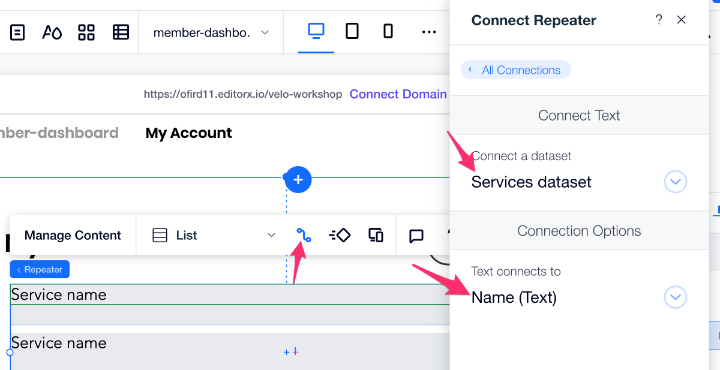 Connect Repeater ?
member-dashbo.
< All Connections
https://ofird11.editorx.io/velo-workshop Connect Domain
Connect Text
ber-dashboard My Account
Connect a dataset
Services dataset
Manage Content List
Connection Options
< Repeater
Text connects to
Name (Text)
Service name
Service name